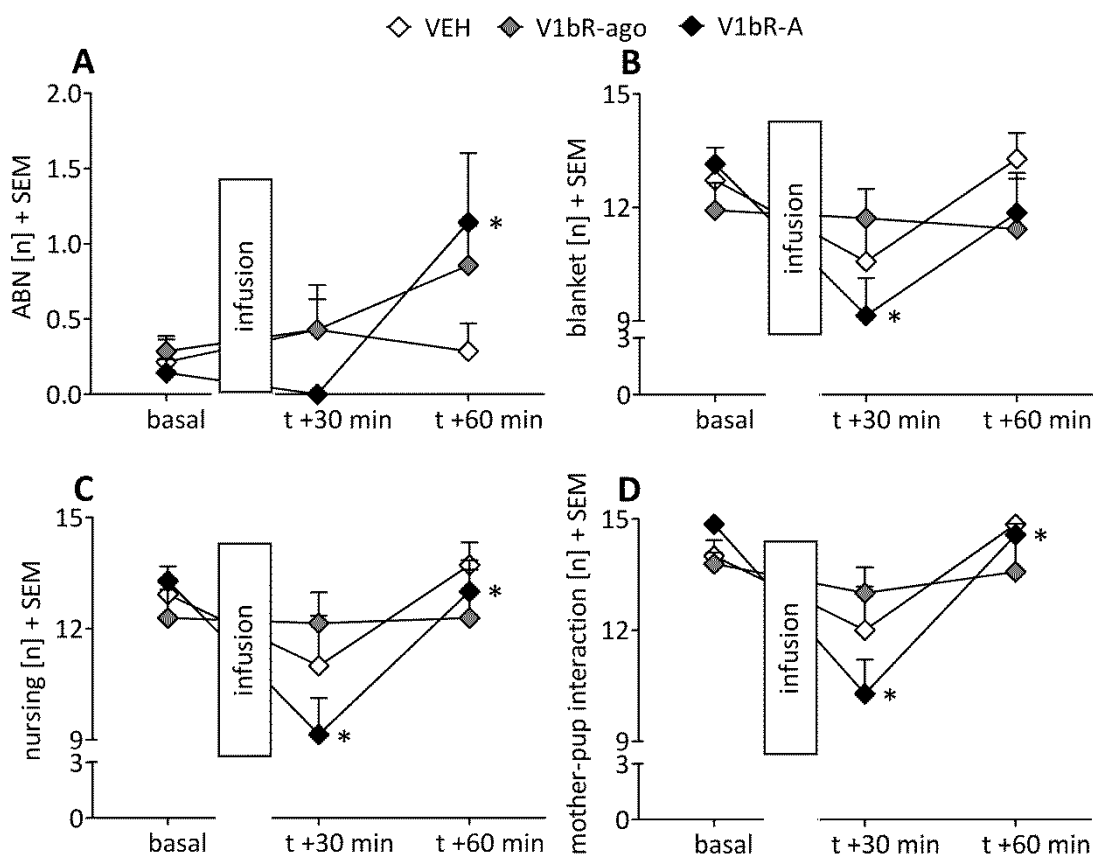 VEH V1bR-ago V1bR-A
A
ABN [n] + SEM
2.0
1.5
1.0
0.5
0.0
infusion
*
basal t +30 min t +60 min
B
blanket [n] + SEM
15
12
9
3
0
infusion
*
basal t +30 min t +60 min
C
nursing [n] + SEM
15
12
9
3
0
infusion
*
*
basal t +30 min t +60 min
D
mother-pup interaction [n] + SEM
15
12
9
3
0
infusion
*
*
basal t +30 min t +60 min